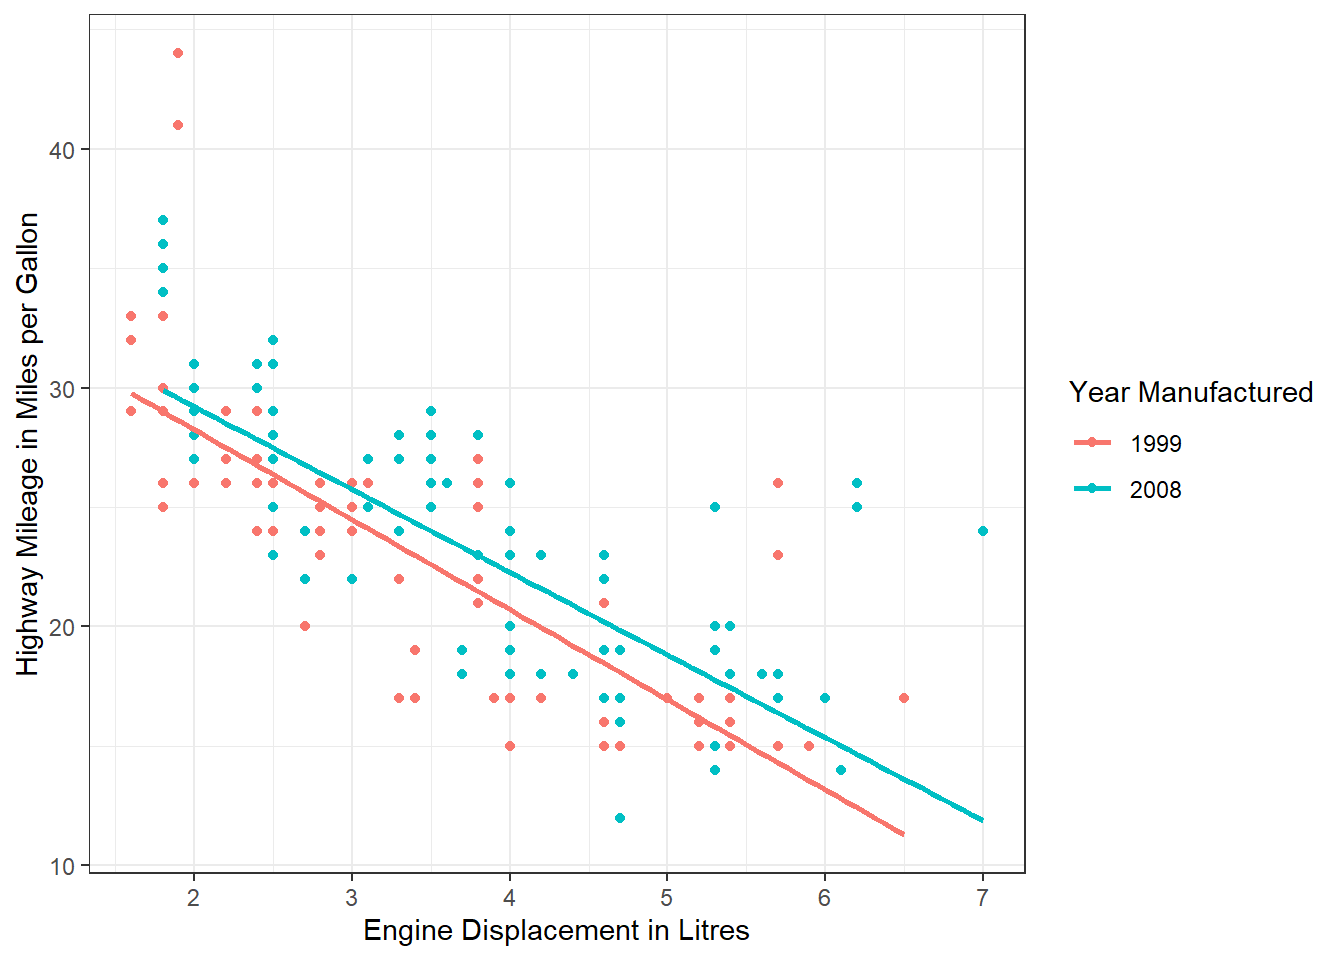 40
30
20
10
2 3 4 5 6 7
Highway Mileage in Miles per Gallon
Engine Displacement in Litres
Year Manufactured
1999
2008